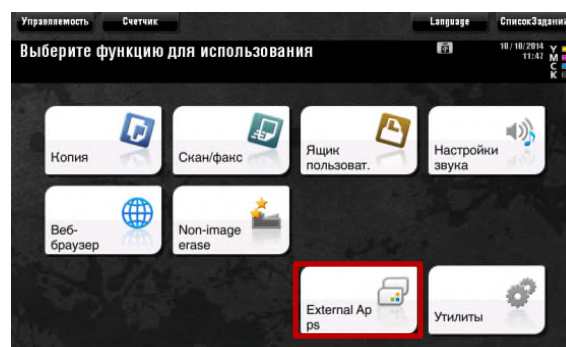 Управляемость Счетчик Language СписокЗаданий
Выберите функцию для использования
10/10/2014
11:47
Y
M
C
K
Копия
Скан/факс
Ящик
пользоват.
Настройки
звука
Веб-
браузер
Non-image
erase
External Ap
ps
Утилиты